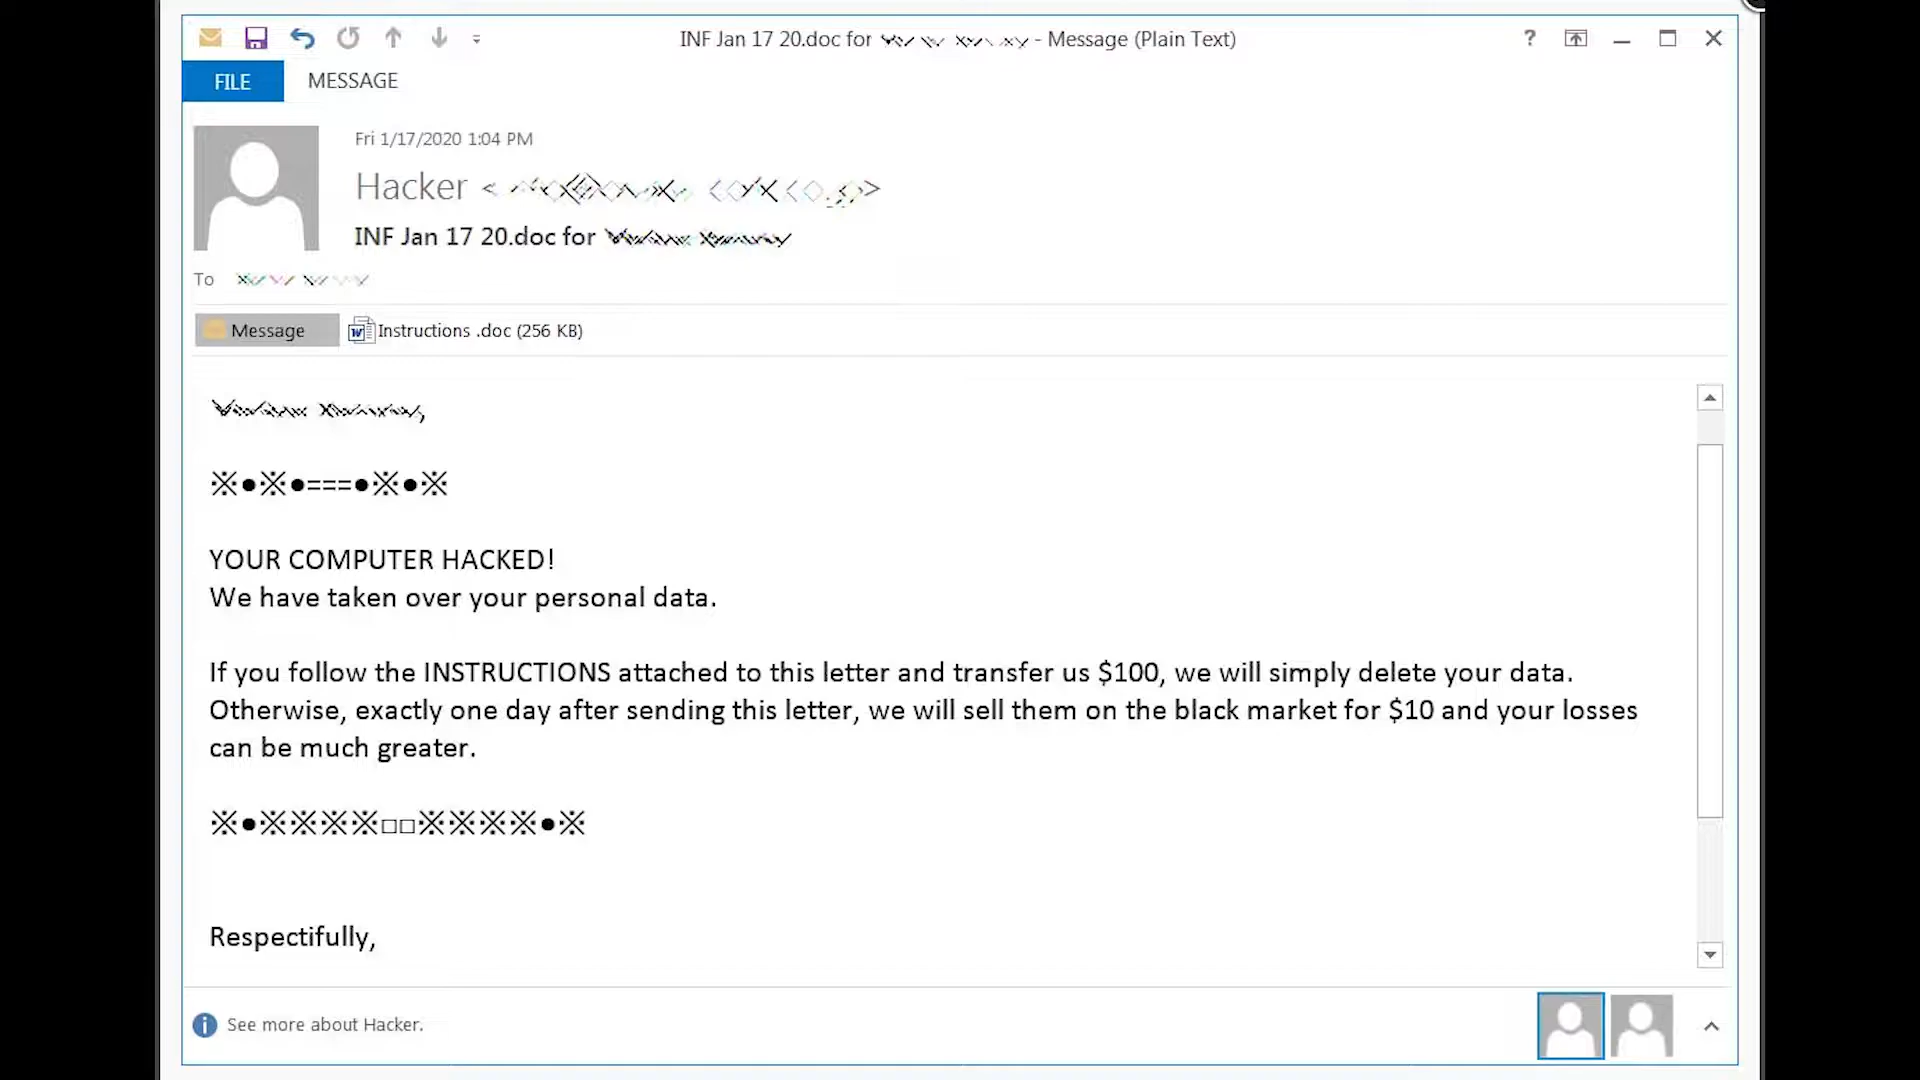 INF Jan 17 20.doc for - Message (Plain Text)
?
FILE MESSAGE
Fri 1/17/2020 1:04 PM
Hacker < >
INF Jan 17 20.doc for
To
Message Instructions .doc (256 KB)
※●※●===●※●※
YOUR COMPUTER HACKED!
We have taken over your personal data.
If you follow the INSTRUCTIONS attached to this letter and transfer us $100, we will simply delete your data.
Otherwise, exactly one day after sending this letter, we will sell them on the black market for $10 and your losses
can be much greater.
※●※※※※□□※※※※●※
Respectifully,
See more about Hacker.